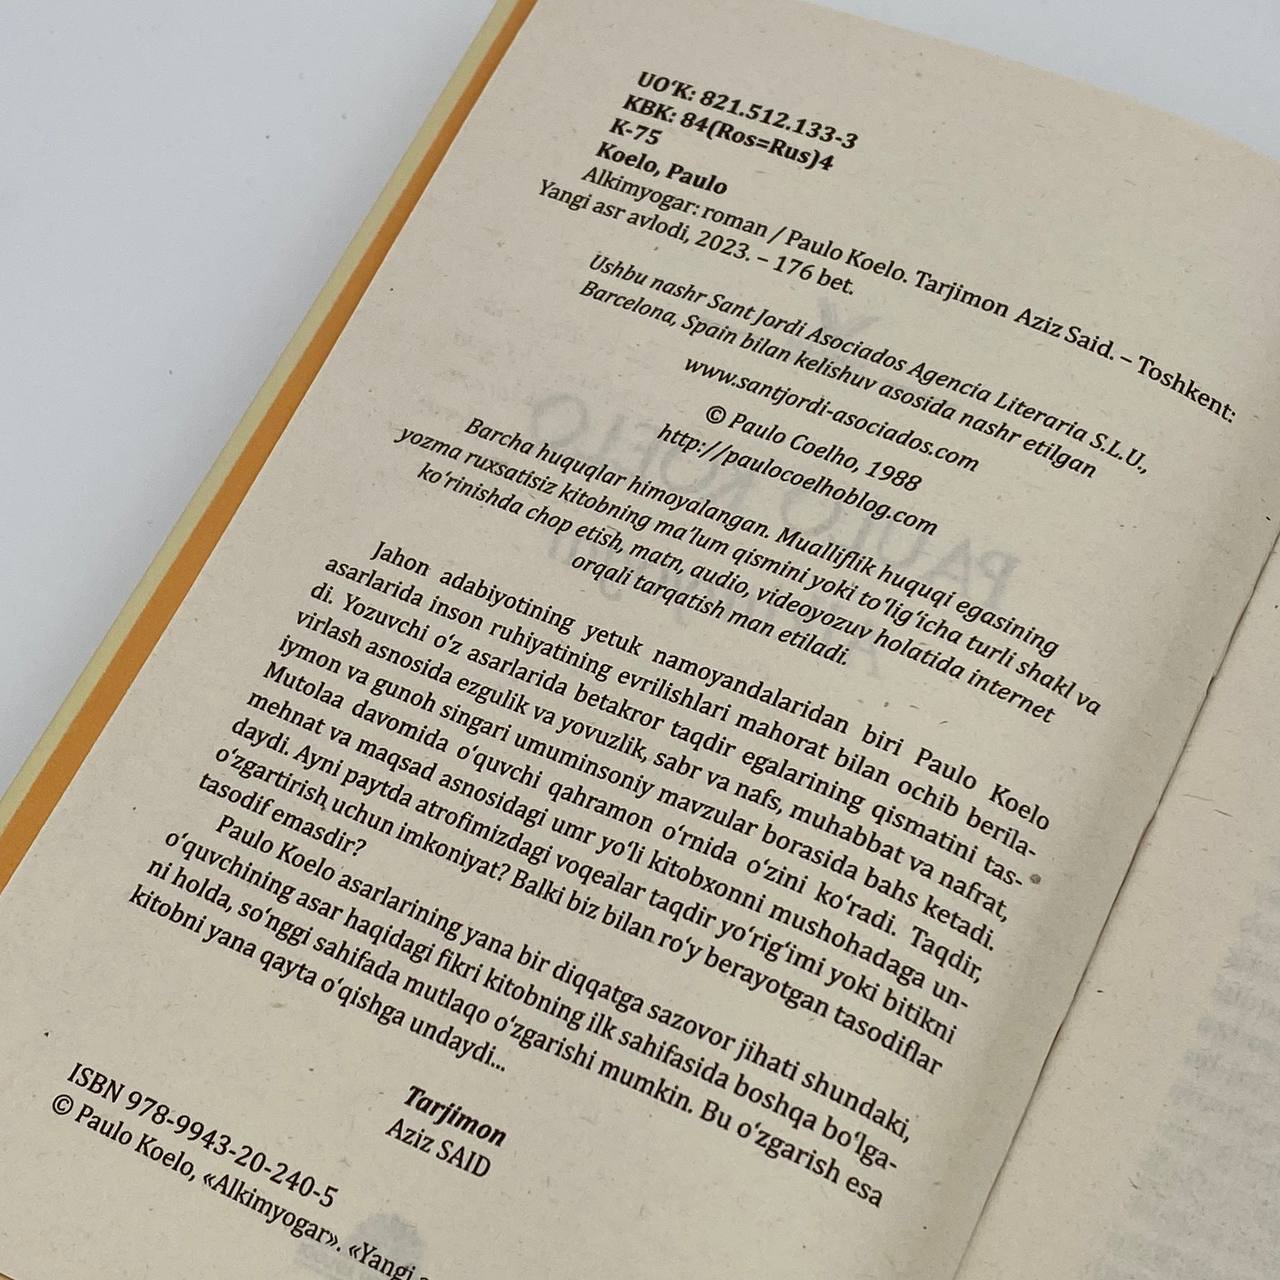 UO‘K: 821.512.133-3
KBK: 84(Ros=Rus)4
K-75
Koelo, Paulo
Alkimyogar: roman / Paulo Koelo. Tarjimon Aziz Said. – Toshkent:
Yangi asr avlodi, 2023. – 176 bet.
Ushbu nashr Sant Jordi Asociados Agencia Literaria S.L.U.,
Barcelona, Spain bilan kelishuv asosida nashr etilgan
www.santjordi-asociados.com
© Paulo Coelho, 1988
http://paulocoelhoblog.com
Barcha huquqlar himoyalangan. Mualliflik huquqi egasining
yozma ruxsatisiz kitobning ma’lum qismini yoki to‘lig‘icha turli shakl va
ko‘rinishda chop etish, matn, audio, videoyozuv holatida internet
orqali tarqatish man etiladi.
Jahon adabiyotining yetuk namoyandalaridan biri Paulo Koelo
asarlarida inson ruhiyatining evrilishlari mahorat bilan ochib berila-
di. Yozuvchi o‘z asarlarida betakror taqdir egalarining qismatini tas-
virlash asnosida ezgulik va yovuzlik, sabr va nafs, muhabbat va nafrat,
iymon va gunoh singari umuminsoniy mavzular borasida bahs ketadi.
Mutolaa davomida o‘quvchi qahramon o‘rnida o‘zini ko‘radi. Taqdir,
mehnat va maqsad asnosidagi umr yo‘li kitobxonni mushohadaga un-
daydi. Ayni paytda atrofimizdagi voqealar taqdir yo‘rig‘imi yoki bitikni
o‘zgartirish uchun imkoniyat? Balki biz bilan ro‘y berayotgan tasodiflar
tasodif emasdir?
Paulo Koelo asarlarining yana bir diqqatga sazovor jihati shundaki,
o‘quvchining asar haqidagi fikri kitobning ilk sahifasida boshqa bo‘lga-
ni holda, so‘nggi sahifada mutlaqo o‘zgarishi mumkin. Bu o‘zgarish esa
kitobni yana qayta o‘qishga undaydi...
Tarjimon
Aziz SAID
ISBN 978-9943-20-240-5
© Paulo Koelo, «Alkimyogar». «Yangi